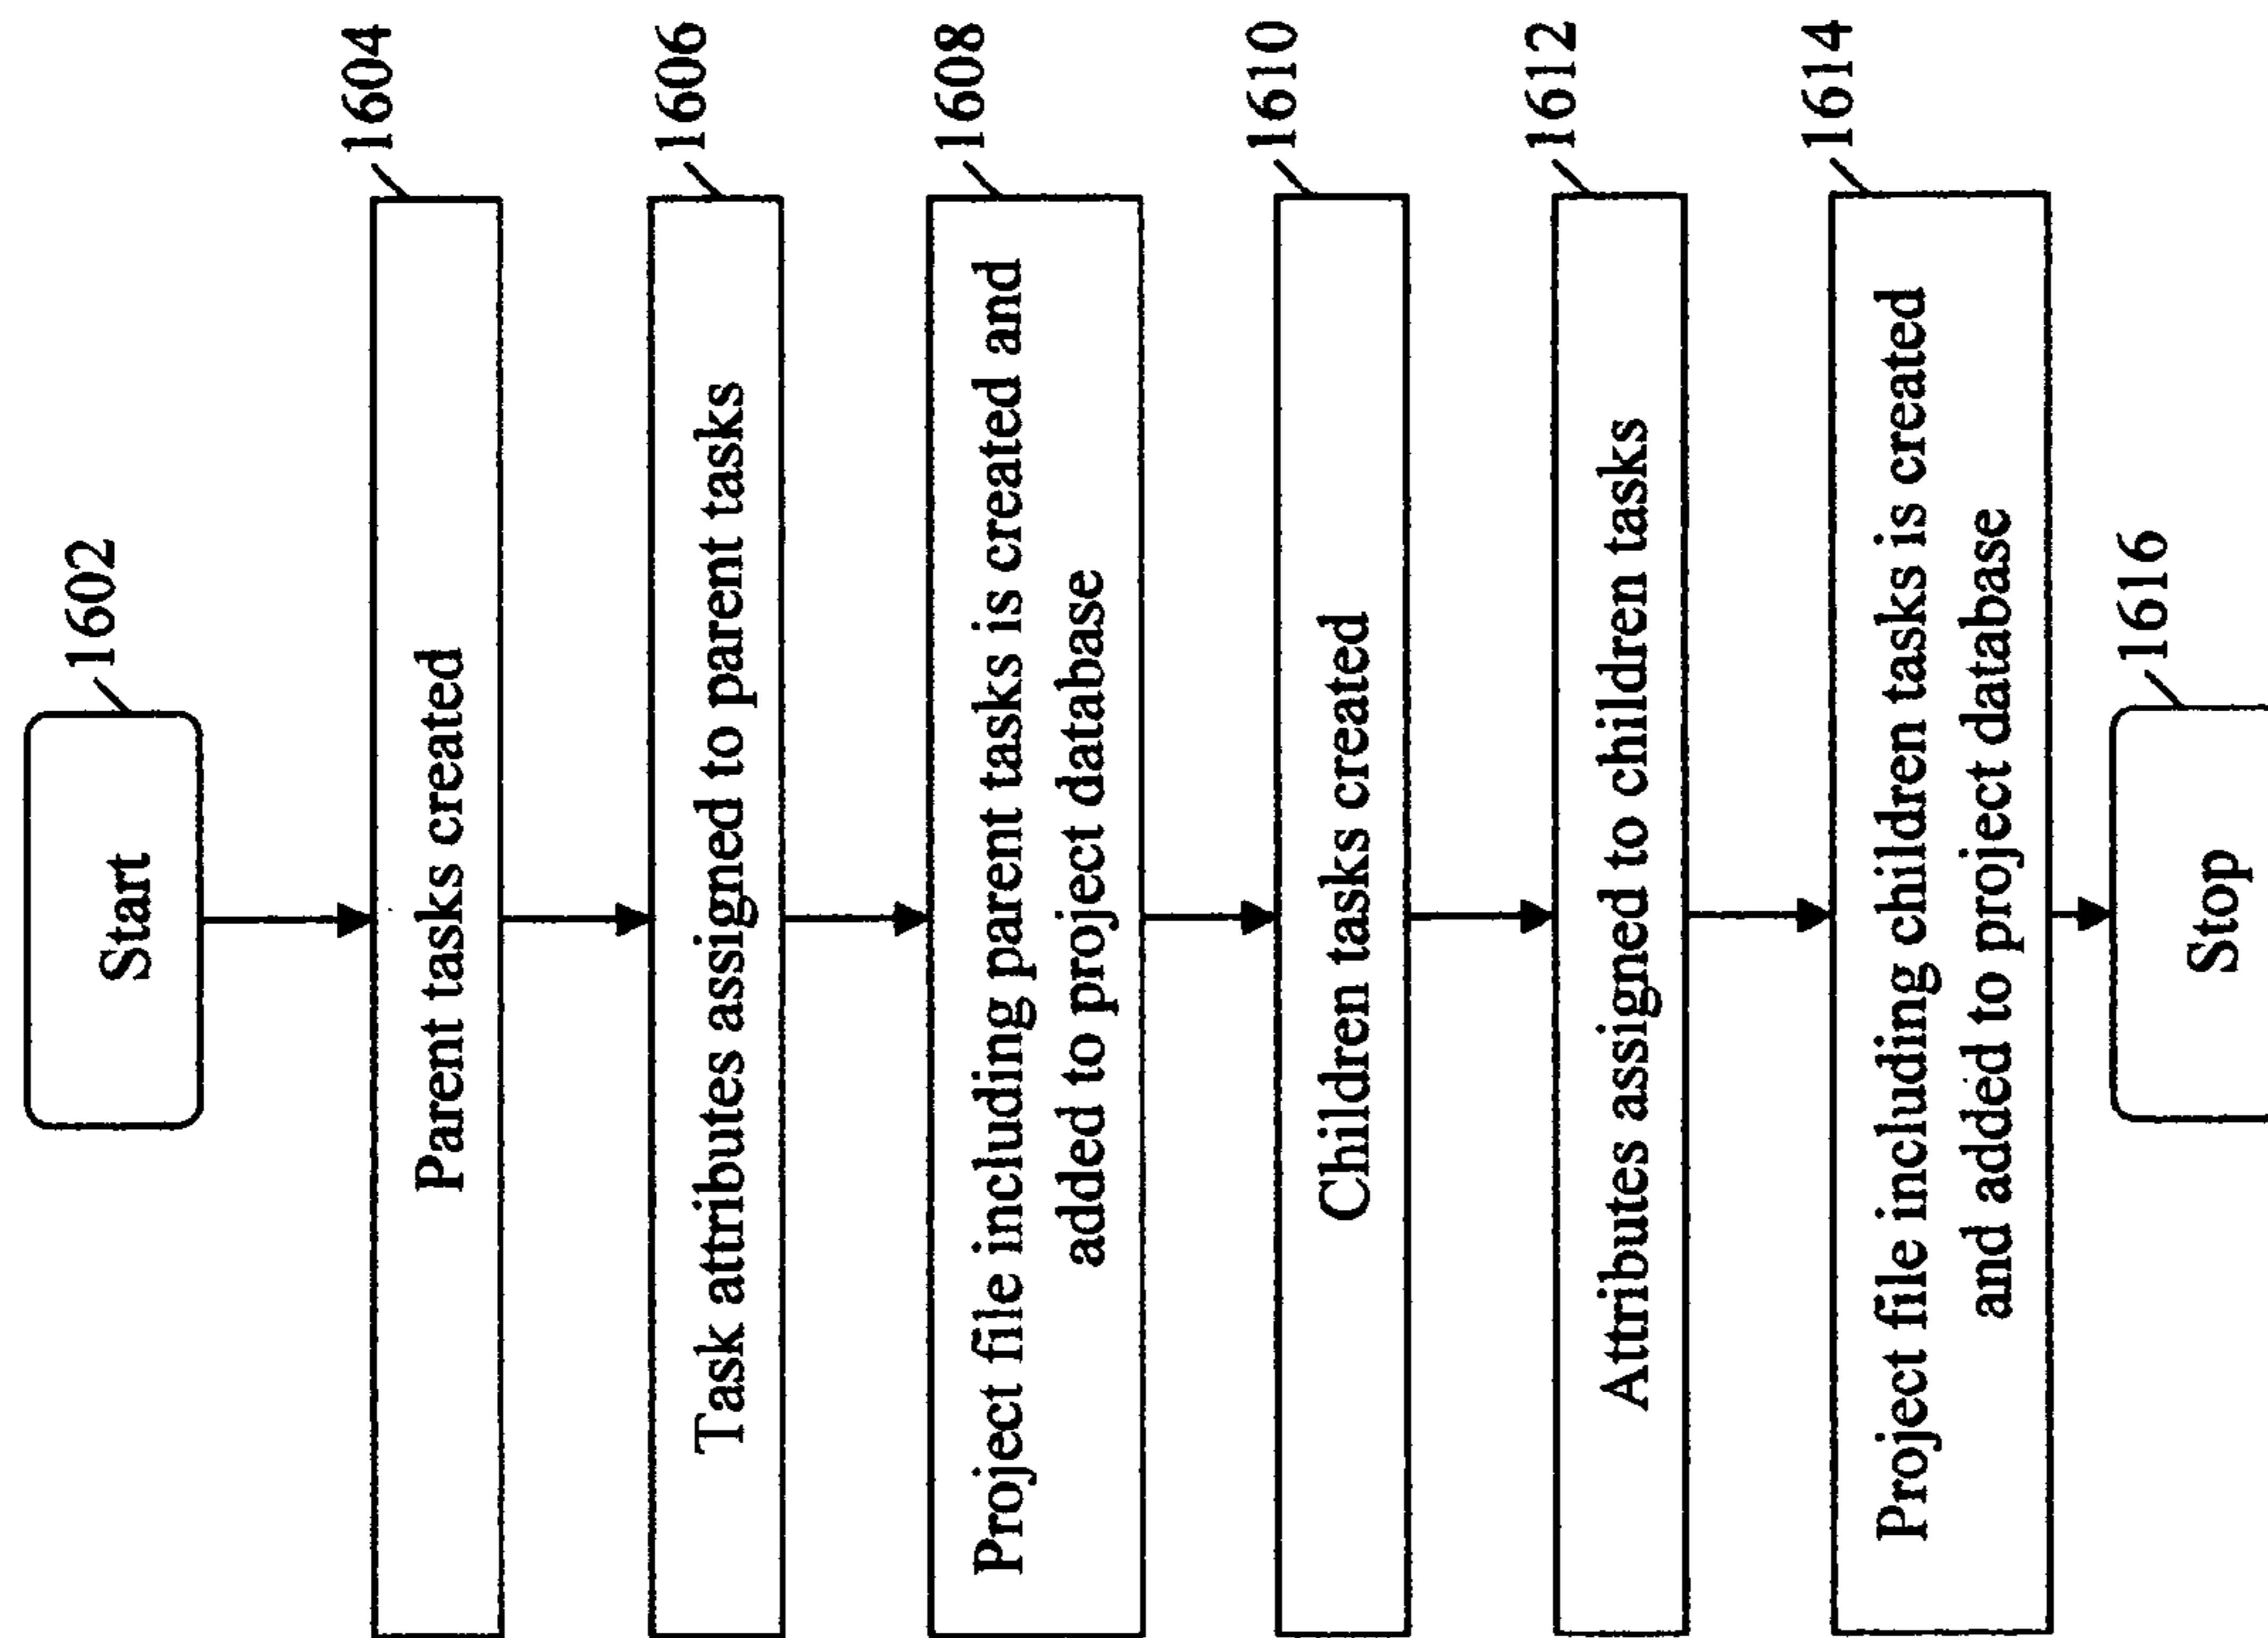 Start
1602
Parent tasks created
1604
Task attributes assigned to parent tasks
1606
Project file including parent tasks is created and
added to project database
1608
Children tasks created
1610
Attributes assigned to children tasks
1612
Project file including children tasks is created
and added to project database
1614
Stop
1616